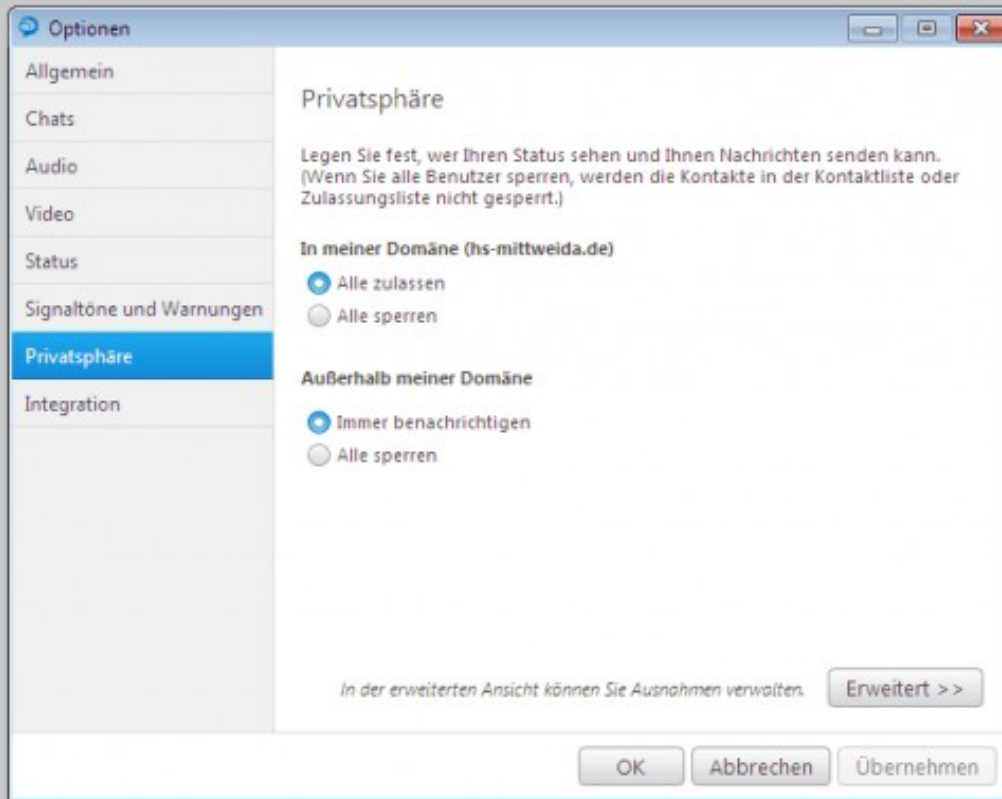 Optionen
Allgemein
Chats
Audio
Video
Status
Signaltöne und Warnungen
Privatsphäre
Integration
Privatsphäre
Legen Sie fest, wer Ihren Status sehen und Ihnen Nachrichten senden kann.
(Wenn Sie alle Benutzer sperren, werden die Kontakte in der Kontaktliste oder
Zulassungsliste nicht gesperrt.)
In meiner Domäne (hs-mittweida.de)
Alle zulassen
Alle sperren
Außerhalb meiner Domäne
Immer benachrichtigen
Alle sperren
In der erweiterten Ansicht können Sie Ausnahmen verwalten.
Erweitert >>
OK
Abbrechen
Übernehmen